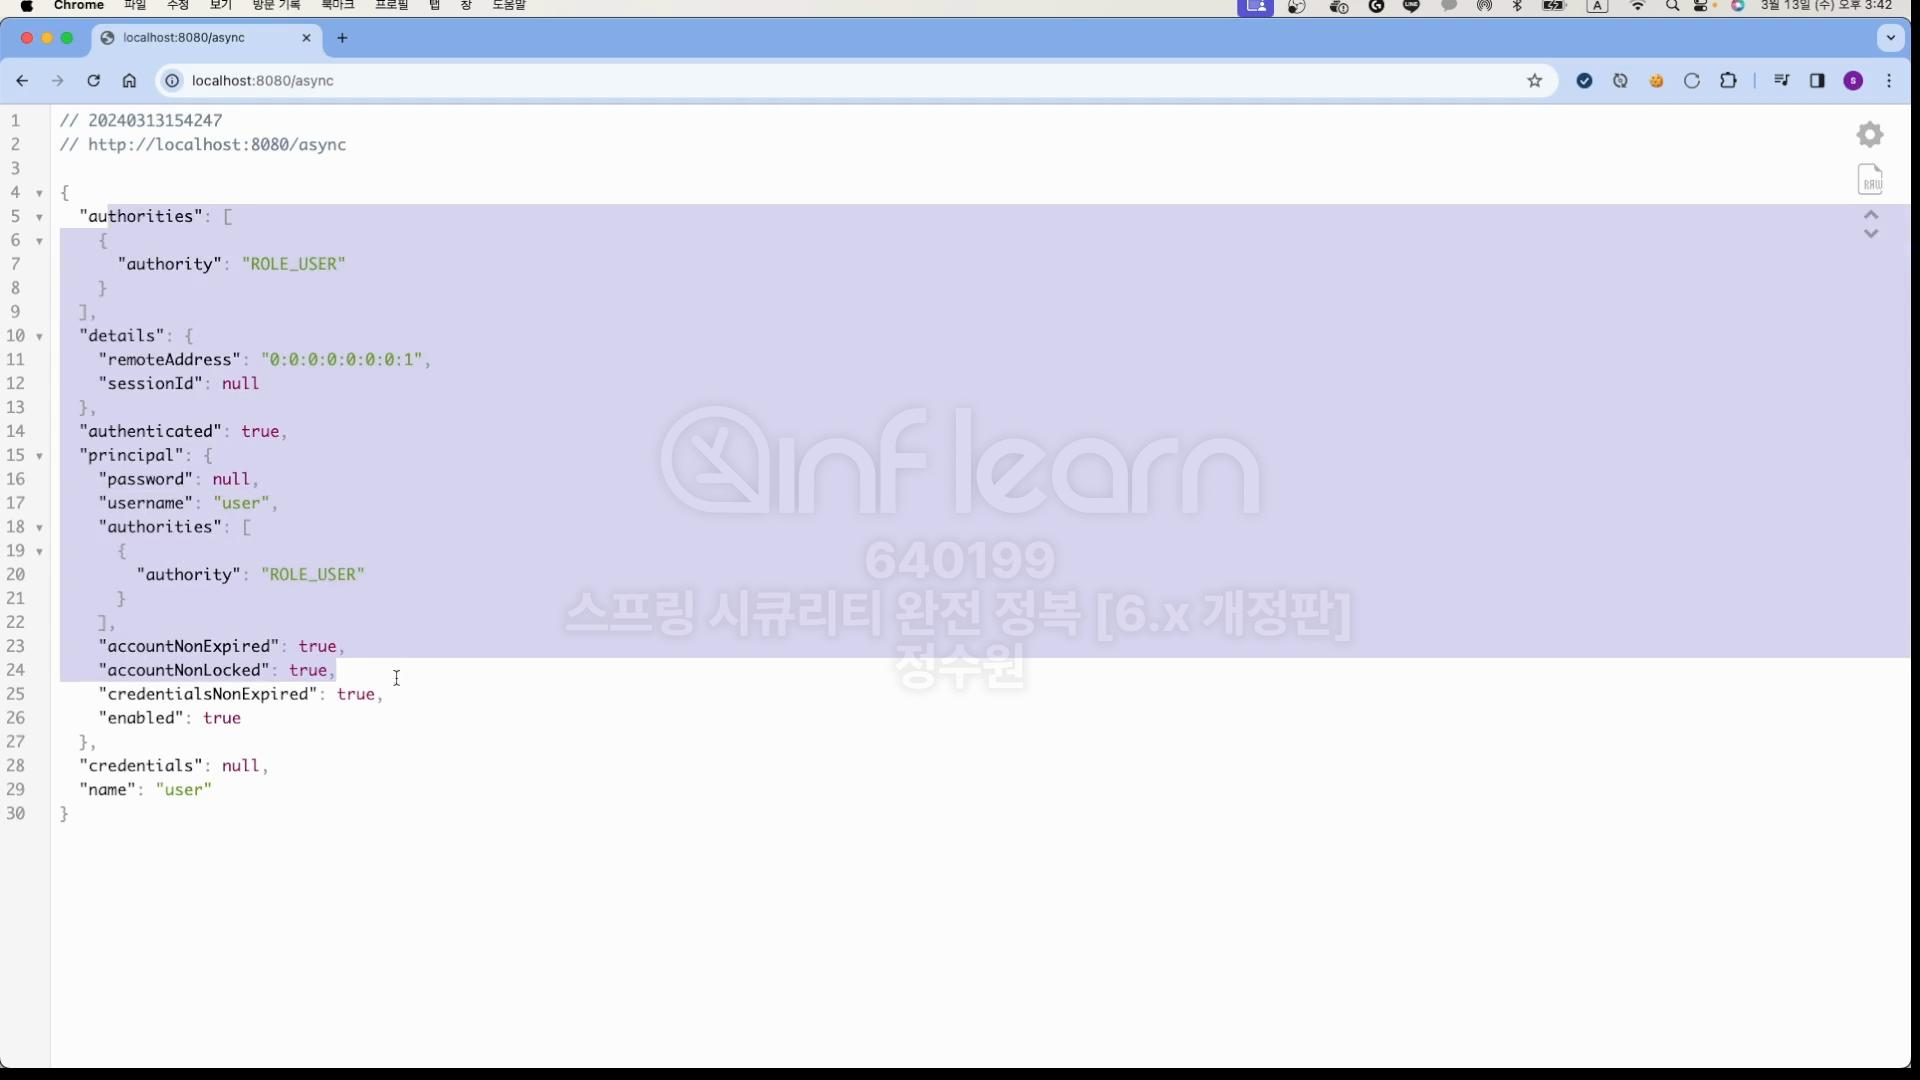 Chrome 파일 수정 보기 방문 기록 북마크 프로필 탭 창 도움말 A 3월 13일 (수) 오후 3:42
localhost:8080/async
localhost:8080/async S
1 // 20240313154247
2 // http://localhost:8080/async
3
4 {
5 "authorities": [
6 {
7 "authority": "ROLE_USER"
8 }
9 ],
10 "details": {
11 "remoteAddress": "0:0:0:0:0:0:0:1",
12 "sessionId": null
13 },
14 "authenticated": true,
15 "principal": {
16 "password": null,
17 "username": "user",
18 "authorities": [
19 {
20 "authority": "ROLE_USER"
21 }
22 ],
23 "accountNonExpired": true,
24 "accountNonLocked": true,
25 "credentialsNonExpired": true,
26 "enabled": true
27 },
28 "credentials": null,
29 "name": "user"
30 }
RAW
inflearn
640199
스프링 시큐리티 완전 정복 [6.x 개정판]
정수원